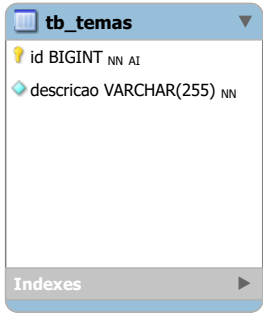 tb_temas
id BIGINT NN AI
descricao VARCHAR(255) NN
Indexes